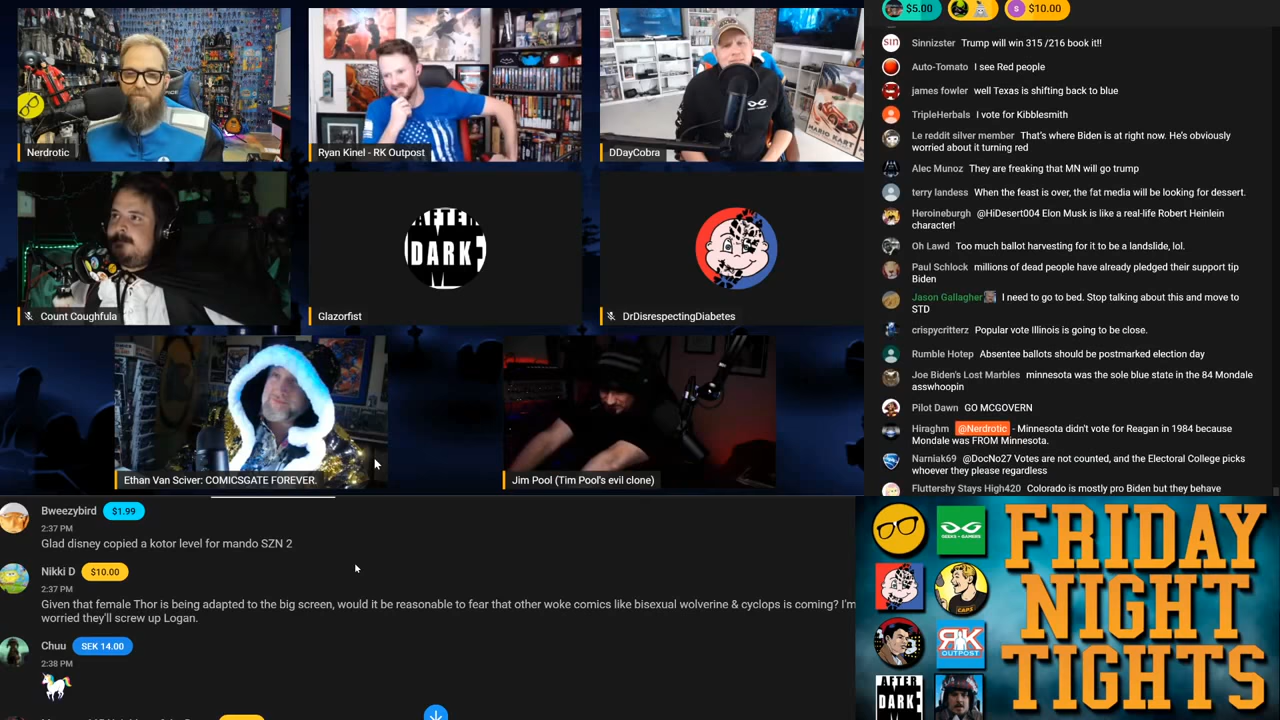 Nerdrotic
Ryan Kinel - RK Outpost
MARIO KART
DDayCobra
Count Coughfula
AFTER
DARK
Glazorfist
DrDisrespectingDiabetes
Ethan Van Sciver: COMICSGATE FOREVER.
Jim Pool (Tim Pool's evil clone)
$5.00
S $10.00
SIN Sinnizster Trump will win 315 /216 book it!!
Auto-Tomato I see Red people
james fowler well Texas is shifting back to blue
TripleHerbals I vote for Kibblesmith
Le reddit silver member That's where Biden is at right now. He's obviously
worried about it turning red
Alec Munoz They are freaking that MN will go trump
terry landess When the feast is over, the fat media will be looking for dessert.
Heroineburgh @HiDesert004 Elon Musk is like a real-life Robert Heinlein
character!
Oh Lawd Too much ballot harvesting for it to be a landslide, lol.
Paul Schlock millions of dead people have already pledged their support tip
Biden
Jason Gallagher I need to go to bed. Stop talking about this and move to
STD
crispycritterz Popular vote Illinois is going to be close.
Rumble Hotep Absentee ballots should be postmarked election day
Joe Biden's Lost Marbles minnesota was the sole blue state in the 84 Mondale
asswhoopin
Pilot Dawn GO MCGOVERN
Hiraghm @Nerdrotic - Minnesota didn't vote for Reagan in 1984 because
Mondale was FROM Minnesota.
Narniak69 @DocNo27 Votes are not counted, and the Electoral College picks
whoever they please regardless
Fluttershy Stays High420 Colorado is mostly pro Biden but they behave
Bweezybird $1.99
2:37 PM
Glad disney copied a kotor level for mando SZN 2
Nikki D $10.00
2:37 PM
Given that female Thor is being adapted to the big screen, would it be reasonable to fear that other woke comics like bisexual wolverine & cyclops is coming? I'm
worried they'll screw up Logan.
Chuu SEK 14.00
2:38 PM
GEEKS + GAMERS
CAPS
RK
OUTPOST
AFTER
DARK
FRIDAY
NIGHT
TIGHTS